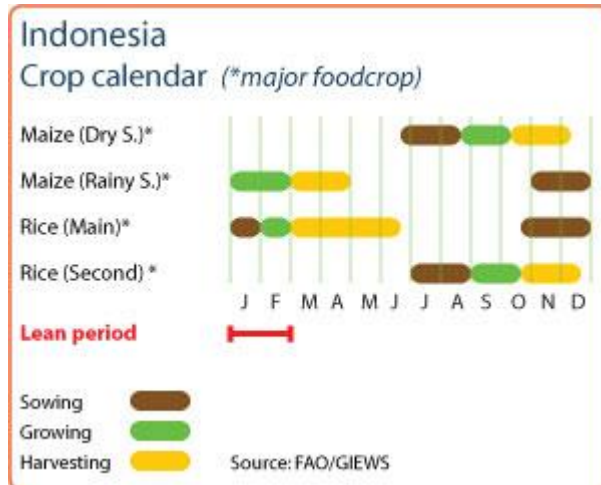 Indonesia
Crop calendar (*major foodcrop)
Maize (Dry S.)*
Maize (Rainy S.)*
Rice (Main)*
Rice (Second) *
J F M A M J J A S O N D
Lean period
Sowing
Growing
Harvesting
Source: FAO/GIEWS